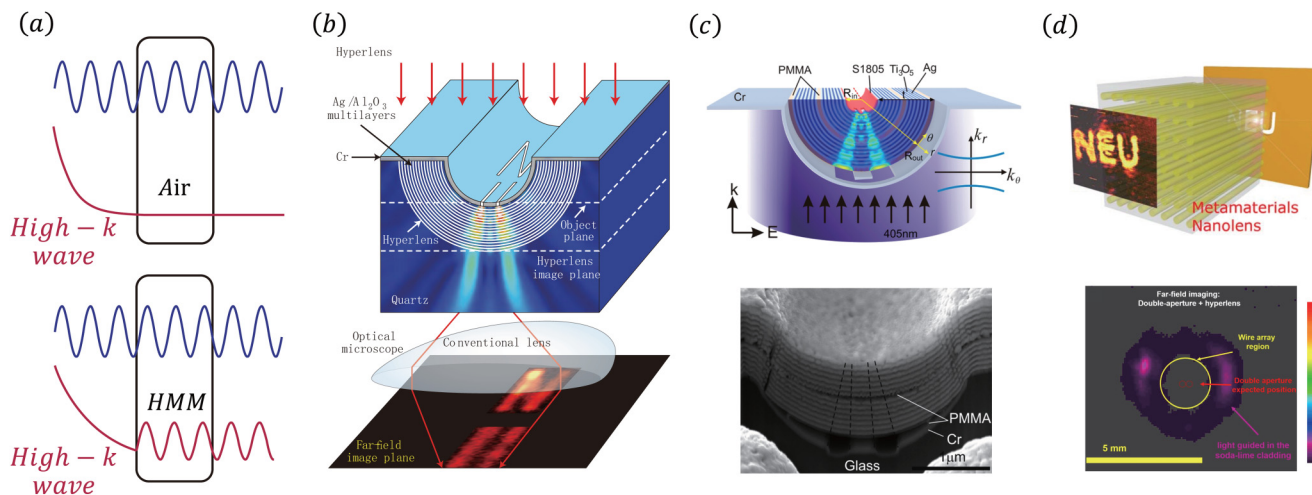 (a)
Air
High − k
wave
HMM
High − k
wave
(b)
Hyperlens
Ag/Al2O3
multilayers
Cr
Hyperlens
Object
plane
Hyperlens
image plane
Quartz
Optical
microscope
Conventional lens
Far-field
image plane
(c)
PMMA
S1805
Ti3O5
Ag
Cr
Rin
t
θ
r
Rout
kr
kθ
k
E
405nm
PMMA
Cr
Glass
1μm
(d)
NEU
Metamaterials
Nanolens
Far-field imaging:
Double-aperture + hyperlens
Wire array
region
Double aperture
expected position
5 mm
light guided in the
soda-lime cladding